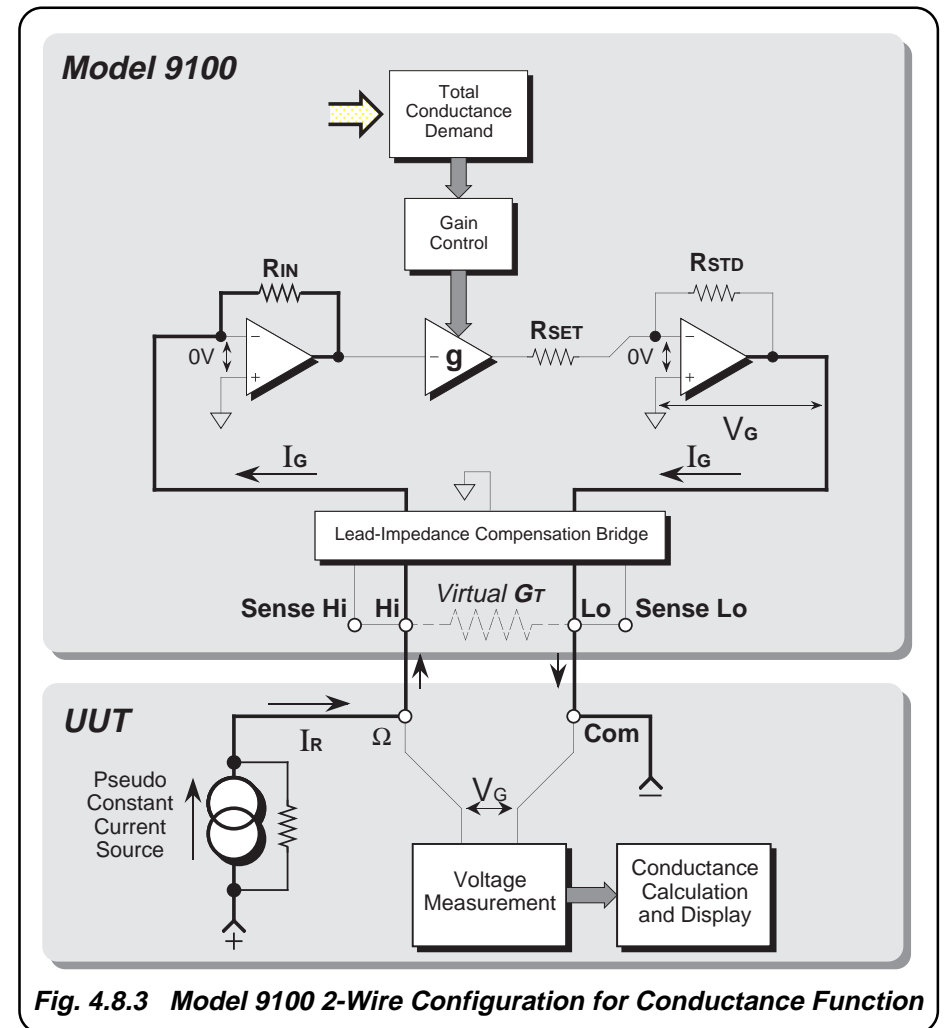 Model 9100
Total
Conductance
Demand
Gain
Control
RIN
RSTD
RSET
0V
-
+
- g
0V
-
+
VG
IG
IG
Lead-Impedance Compensation Bridge
Virtual GT
Sense Hi Hi
Lo Sense Lo
UUT
IR
Ω
Com
Pseudo
Constant
Current
Source
VG
+
Voltage
Measurement
Conductance
Calculation
and Display
Fig. 4.8.3 Model 9100 2-Wire Configuration for Conductance Function